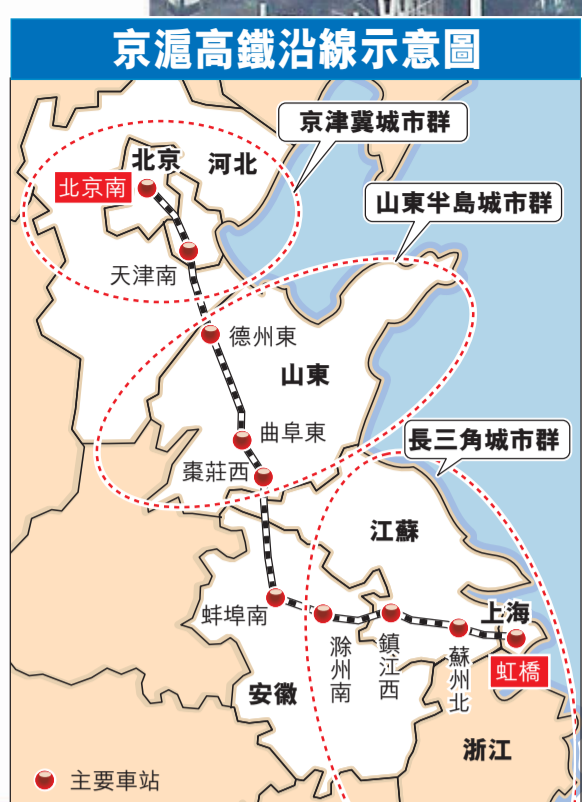 京滬高鐵沿線示意圖
京津冀城市群
北京
河北
北京南
山東半島城市群
天津南
德州東
山東
曲阜東
長三角城市群
棗莊西
江蘇
蚌埠南
上海
滁州南
鎮江西
蘇州北
虹橋
安徽
浙江
主要車站